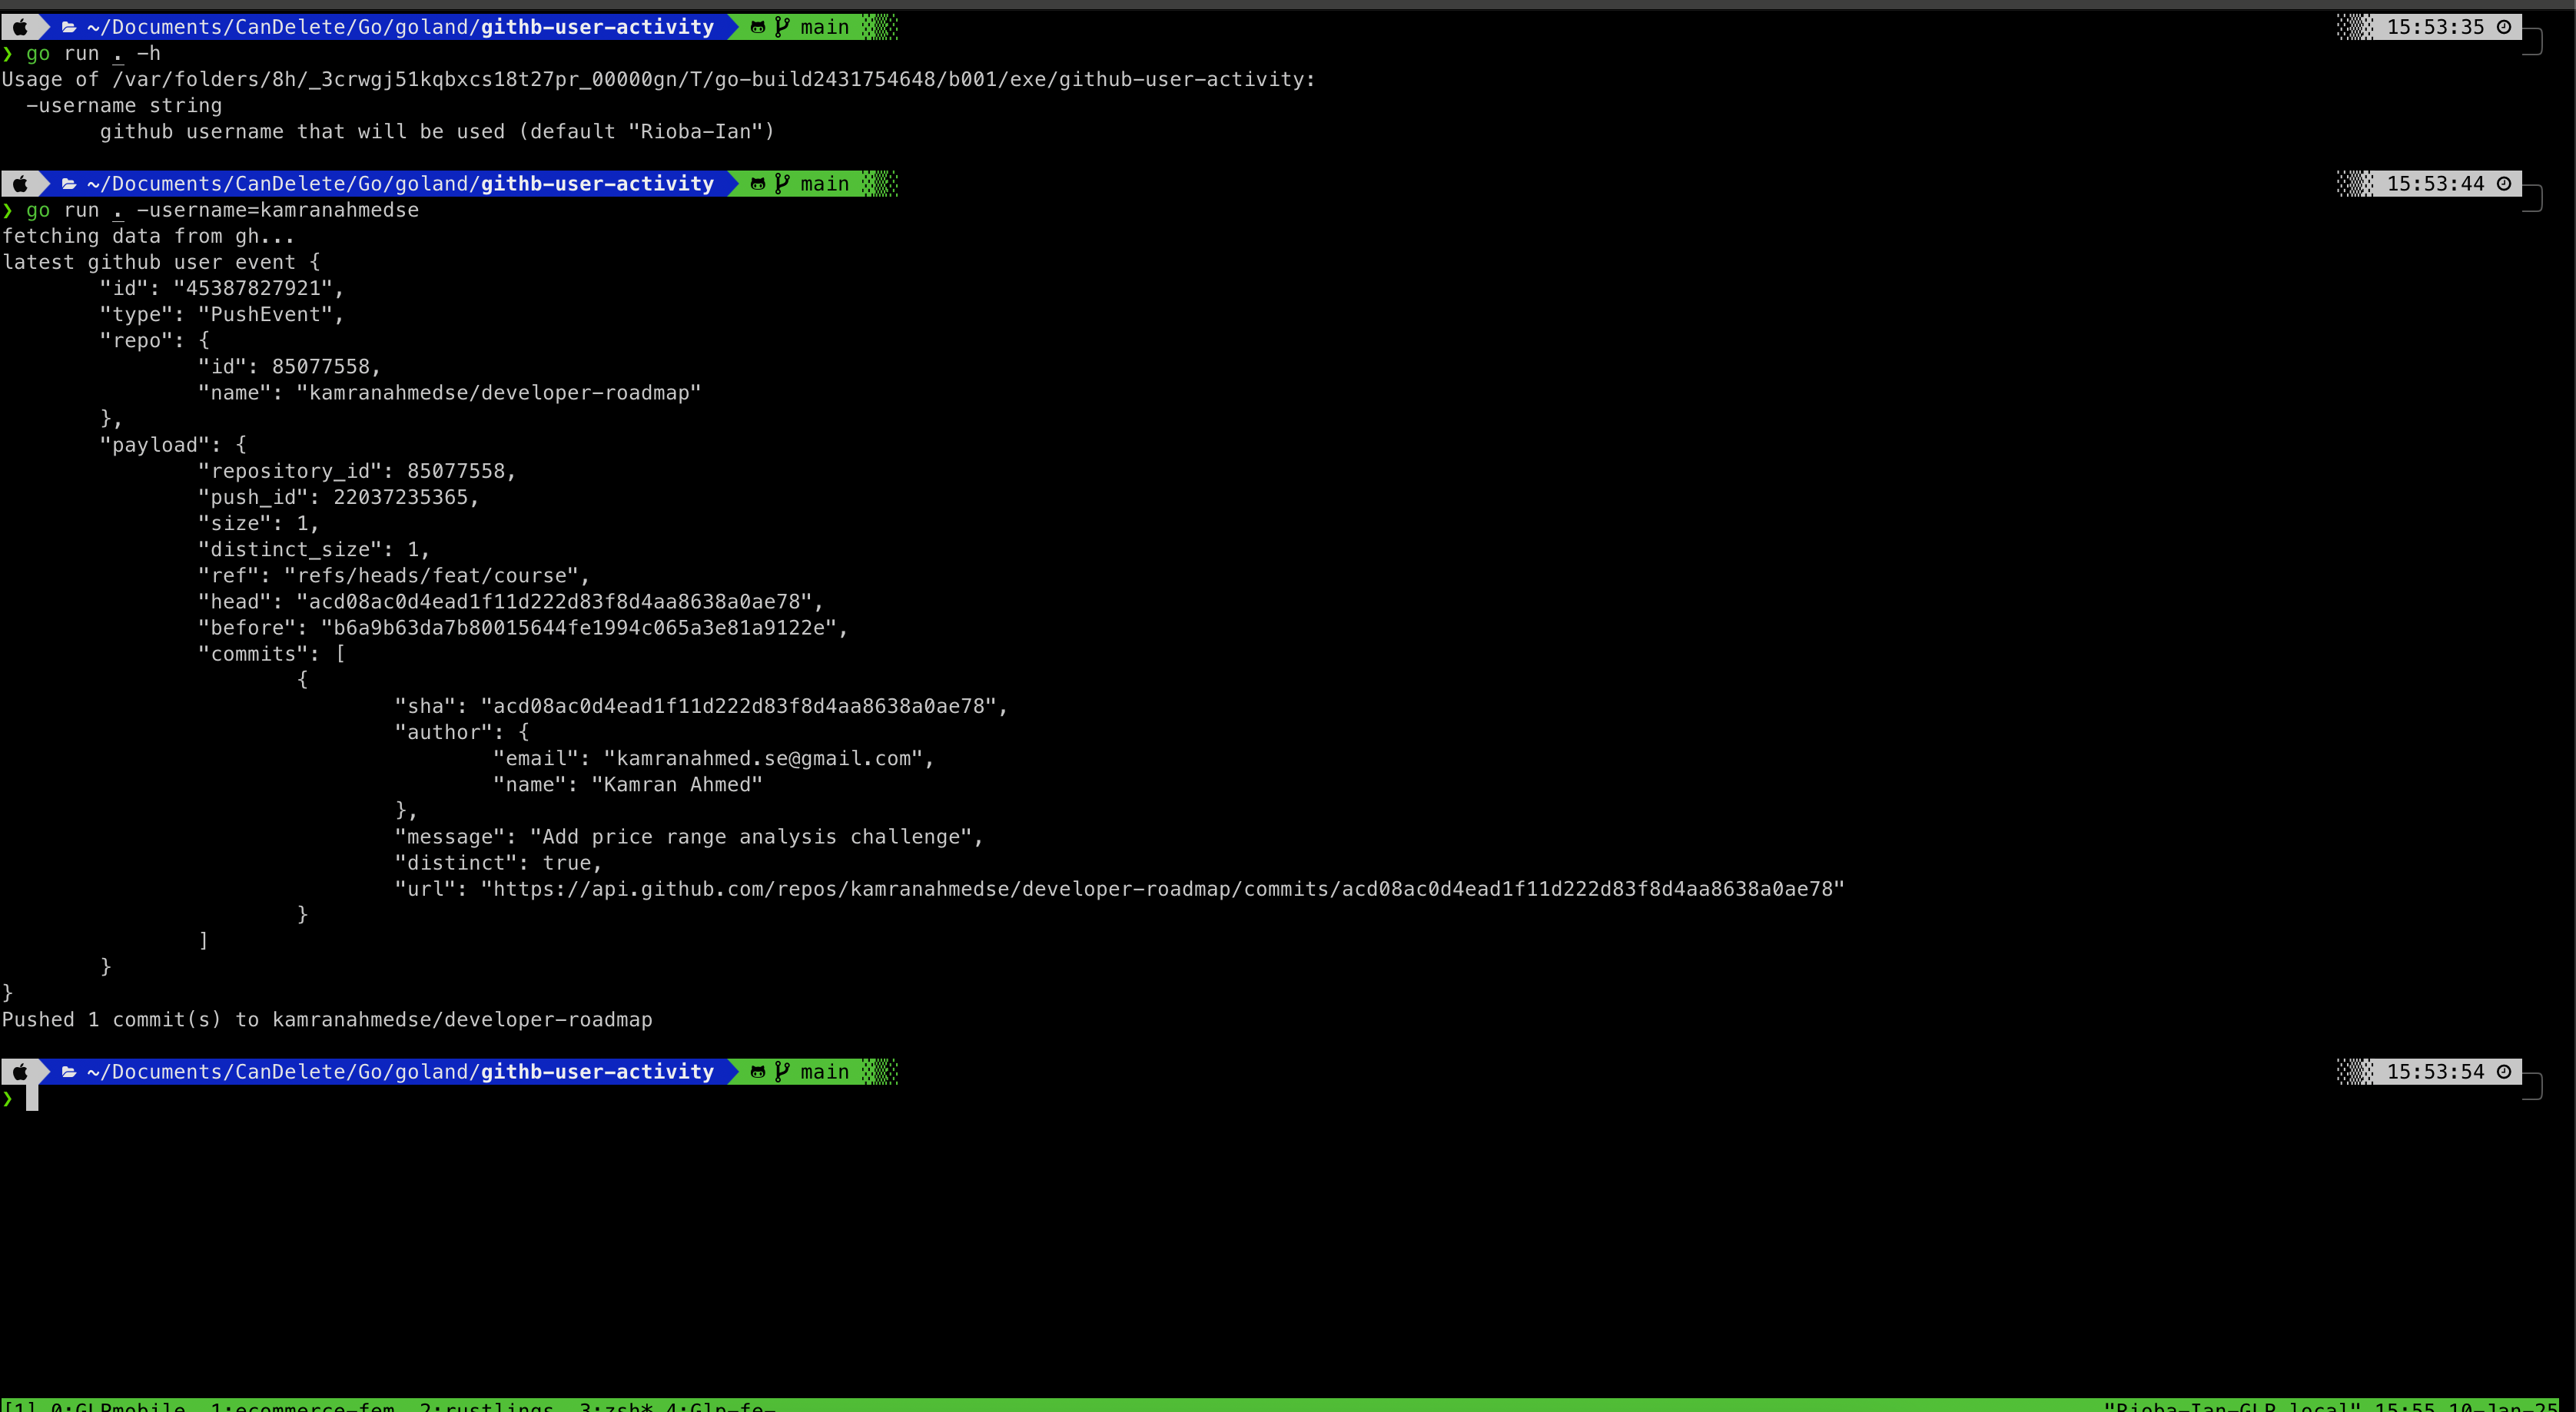 ~/Documents/CanDelete/Go/goland/githb-user-activity main 15:53:35
❯ go run . -h
Usage of /var/folders/8h/_3crwgj51kqbxcs18t27pr_00000gn/T/go-build2431754648/b001/exe/github-user-activity:
  -username string
        github username that will be used (default "Rioba-Ian")
~/Documents/CanDelete/Go/goland/githb-user-activity main 15:53:44
❯ go run . -username=kamranahmedse
fetching data from gh...
latest github user event {
        "id": "45387827921",
        "type": "PushEvent",
        "repo": {
                "id": 85077558,
                "name": "kamranahmedse/developer-roadmap"
        },
        "payload": {
                "repository_id": 85077558,
                "push_id": 22037235365,
                "size": 1,
                "distinct_size": 1,
                "ref": "refs/heads/feat/course",
                "head": "acd08ac0d4ead1f11d222d83f8d4aa8638a0ae78",
                "before": "b6a9b63da7b80015644fe1994c065a3e81a9122e",
                "commits": [
                        {
                                "sha": "acd08ac0d4ead1f11d222d83f8d4aa8638a0ae78",
                                "author": {
                                        "email": "kamranahmed.se@gmail.com",
                                        "name": "Kamran Ahmed"
                                },
                                "message": "Add price range analysis challenge",
                                "distinct": true,
                                "url": "https://api.github.com/repos/kamranahmedse/developer-roadmap/commits/acd08ac0d4ead1f11d222d83f8d4aa8638a0ae78"
                        }
                ]
        }
}
Pushed 1 commit(s) to kamranahmedse/developer-roadmap
~/Documents/CanDelete/Go/goland/githb-user-activity main 15:53:54
❯
[1] 0:GLPmobile 1:ecommerce-fem 2:rustlings 3:zsh* 4:Glp-fe- "Rioba-Ian-GLP.local" 15:55 10-Jan-25